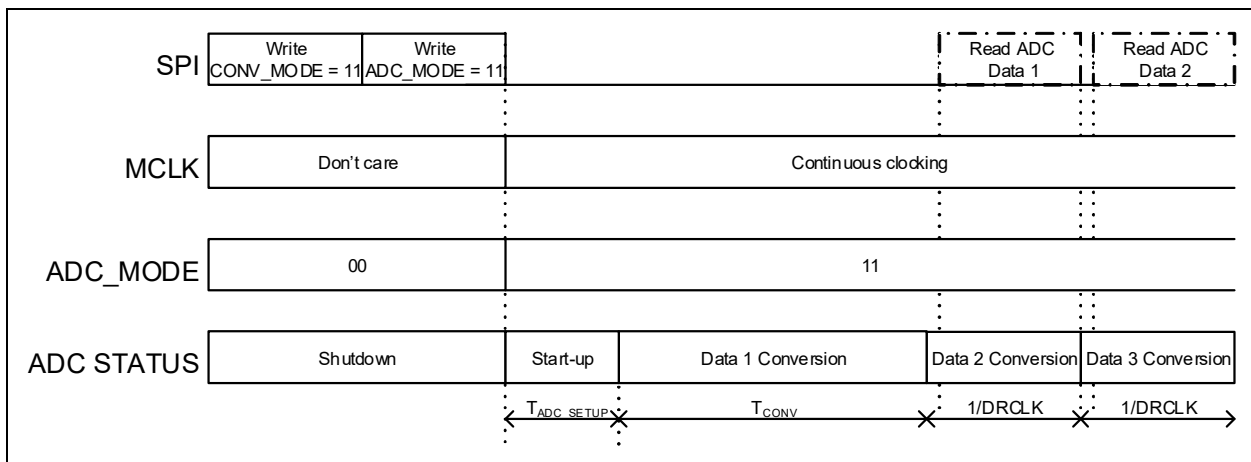 SPI
Write
CONV_MODE = 11
Write
ADC_MODE = 11
Read ADC
Data 1
Read ADC
Data 2
MCLK
Don't care
Continuous clocking
ADC_MODE
00
11
ADC STATUS
Shutdown
Start-up
Data 1 Conversion
Data 2 Conversion
Data 3 Conversion
TADC_SETUP
TCONV
1/DRCLK
1/DRCLK